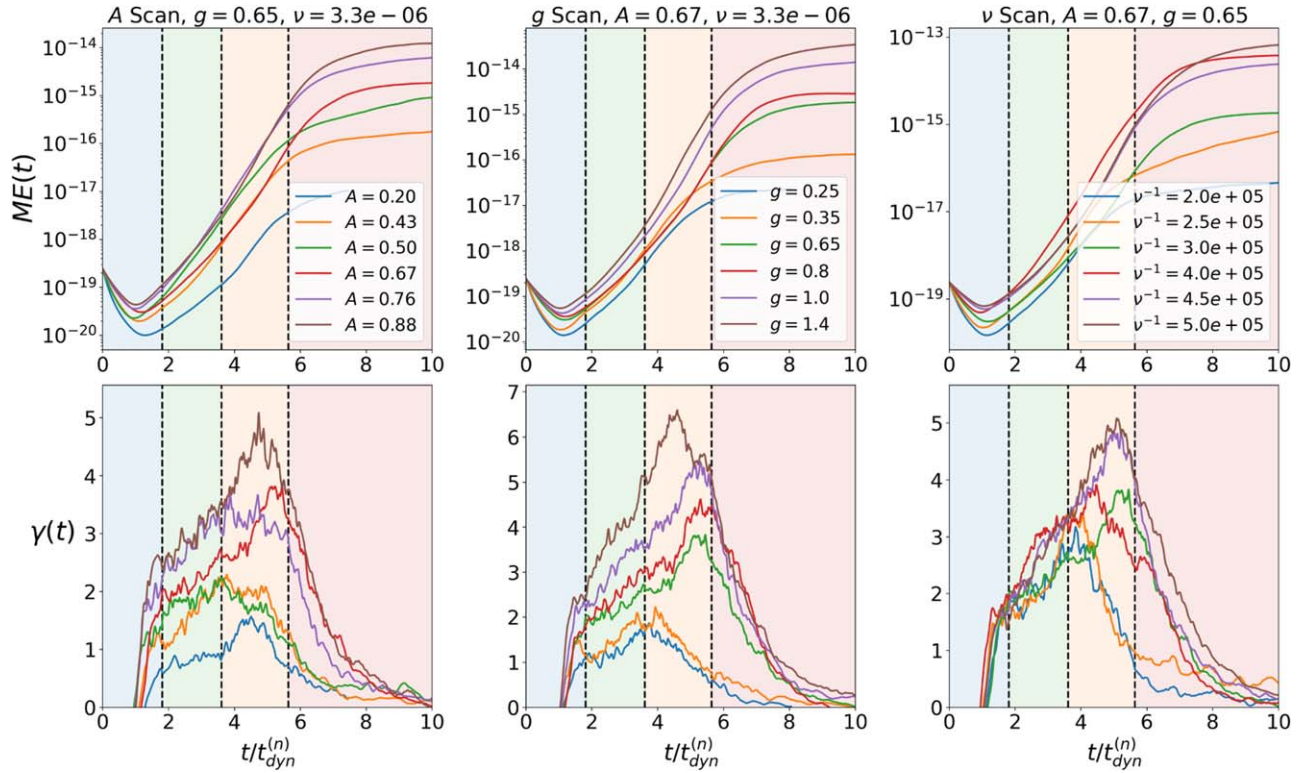 A Scan, g = 0.65, ν = 3.3e − 06
g Scan, A = 0.67, ν = 3.3e − 06
ν Scan, A = 0.67, g = 0.65
ME(t)
10⁻¹⁴
10⁻¹⁵
10⁻¹⁶
10⁻¹⁷
10⁻¹⁸
10⁻¹⁹
10⁻²⁰
A = 0.20
A = 0.43
A = 0.50
A = 0.67
A = 0.76
A = 0.88
0 2 4 6 8 10
10⁻¹⁴
10⁻¹⁵
10⁻¹⁶
10⁻¹⁷
10⁻¹⁸
10⁻¹⁹
10⁻²⁰
g = 0.25
g = 0.35
g = 0.65
g = 0.8
g = 1.0
g = 1.4
0 2 4 6 8 10
10⁻¹³
10⁻¹⁵
10⁻¹⁷
10⁻¹⁹
ν⁻¹ = 2.0e + 05
ν⁻¹ = 2.5e + 05
ν⁻¹ = 3.0e + 05
ν⁻¹ = 4.0e + 05
ν⁻¹ = 4.5e + 05
ν⁻¹ = 5.0e + 05
0 2 4 6 8 10
γ(t)
5
4
3
2
1
0
0 2 4 6 8 10
t/t_{dyn}^{(n)}
7
6
5
4
3
2
1
0
0 2 4 6 8 10
t/t_{dyn}^{(n)}
5
4
3
2
1
0
0 2 4 6 8 10
t/t_{dyn}^{(n)}